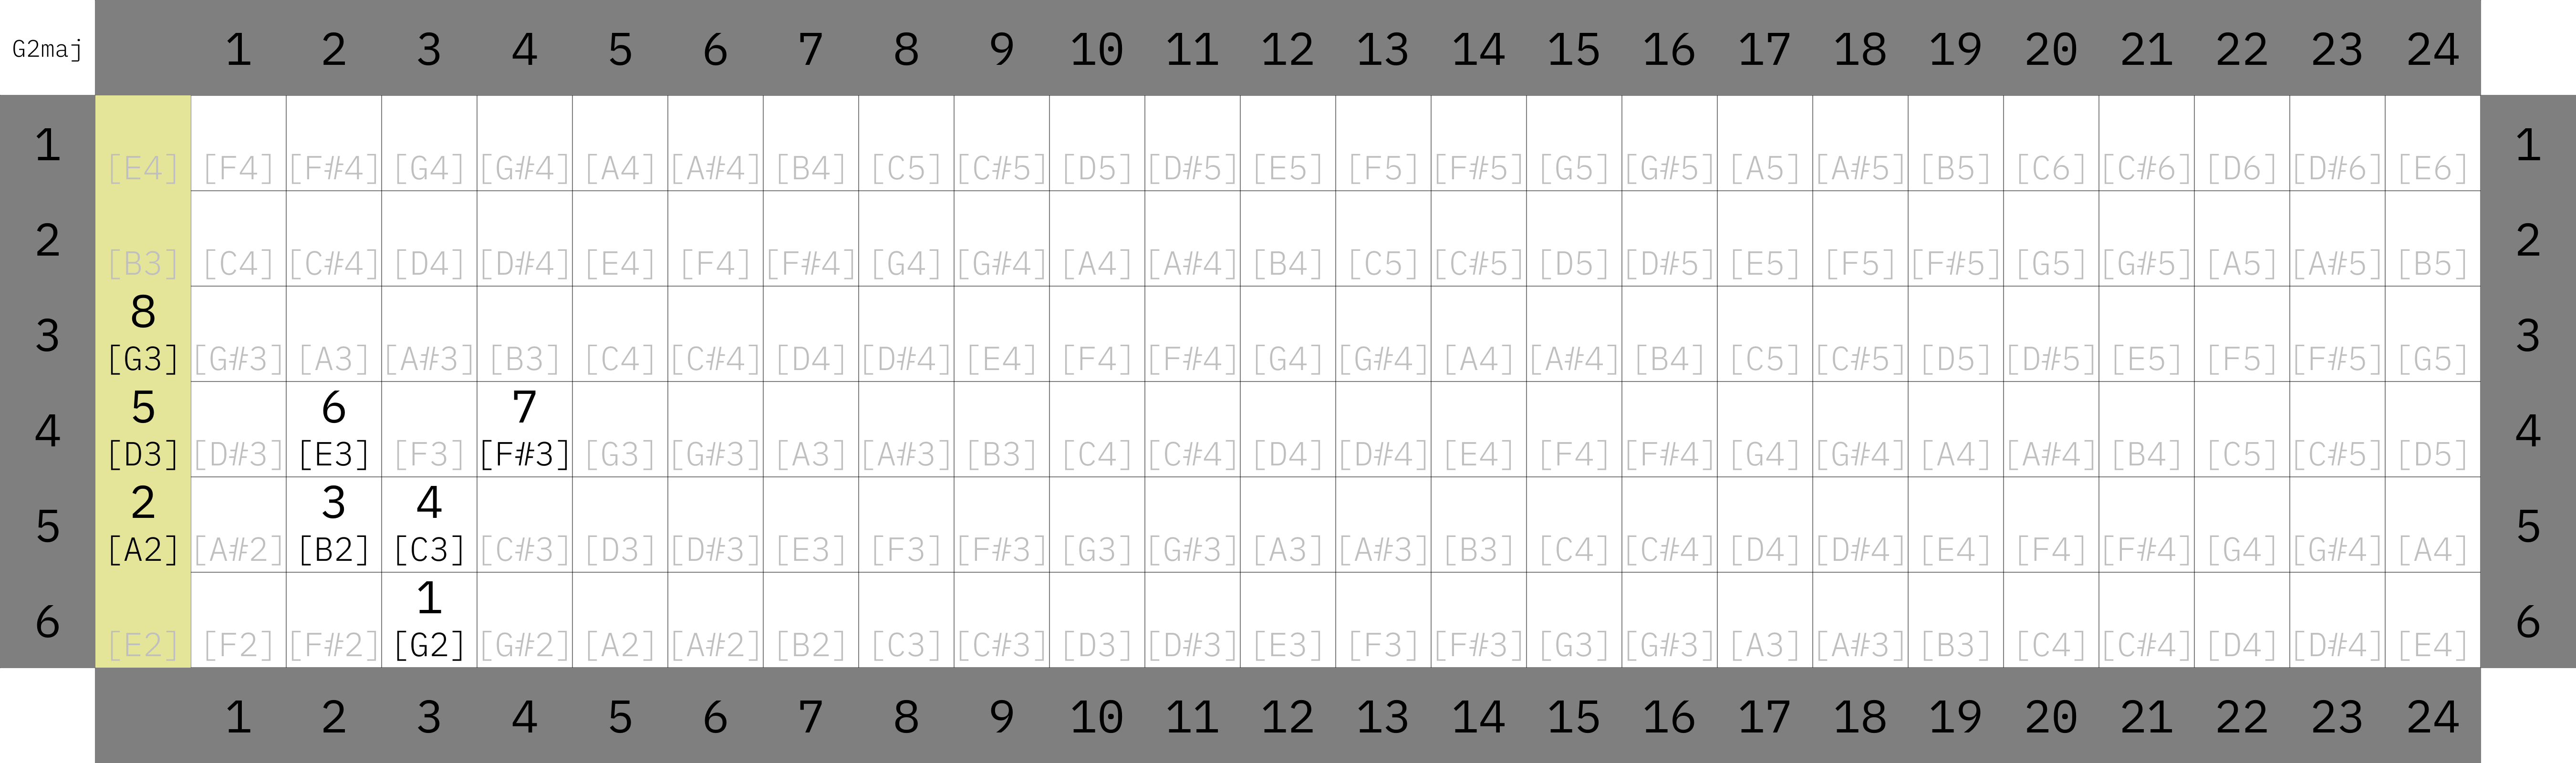 G2maj 1 2 3 4 5 6 7 8 9 10 11 12 13 14 15 16 17 18 19 20 21 22 23 24
1 [E4] [F4] [F#4] [G4] [G#4] [A4] [A#4] [B4] [C5] [C#5] [D5] [D#5] [E5] [F5] [F#5] [G5] [G#5] [A5] [A#5] [B5] [C6] [C#6] [D6] [D#6] [E6] 1
2 [B3] [C4] [C#4] [D4] [D#4] [E4] [F4] [F#4] [G4] [G#4] [A4] [A#4] [B4] [C5] [C#5] [D5] [D#5] [E5] [F5] [F#5] [G5] [G#5] [A5] [A#5] [B5] 2
8
3 [G3] [G#3] [A3] [A#3] [B3] [C4] [C#4] [D4] [D#4] [E4] [F4] [F#4] [G4] [G#4] [A4] [A#4] [B4] [C5] [C#5] [D5] [D#5] [E5] [F5] [F#5] [G5] 3
5 6 7
4 [D3] [D#3] [E3] [F3] [F#3] [G3] [G#3] [A3] [A#3] [B3] [C4] [C#4] [D4] [D#4] [E4] [F4] [F#4] [G4] [G#4] [A4] [A#4] [B4] [C5] [C#5] [D5] 4
2 3 4
5 [A2] [A#2] [B2] [C3] [C#3] [D3] [D#3] [E3] [F3] [F#3] [G3] [G#3] [A3] [A#3] [B3] [C4] [C#4] [D4] [D#4] [E4] [F4] [F#4] [G4] [G#4] [A4] 5
1
6 [E2] [F2] [F#2] [G2] [G#2] [A2] [A#2] [B2] [C3] [C#3] [D3] [D#3] [E3] [F3] [F#3] [G3] [G#3] [A3] [A#3] [B3] [C4] [C#4] [D4] [D#4] [E4] 6
1 2 3 4 5 6 7 8 9 10 11 12 13 14 15 16 17 18 19 20 21 22 23 24